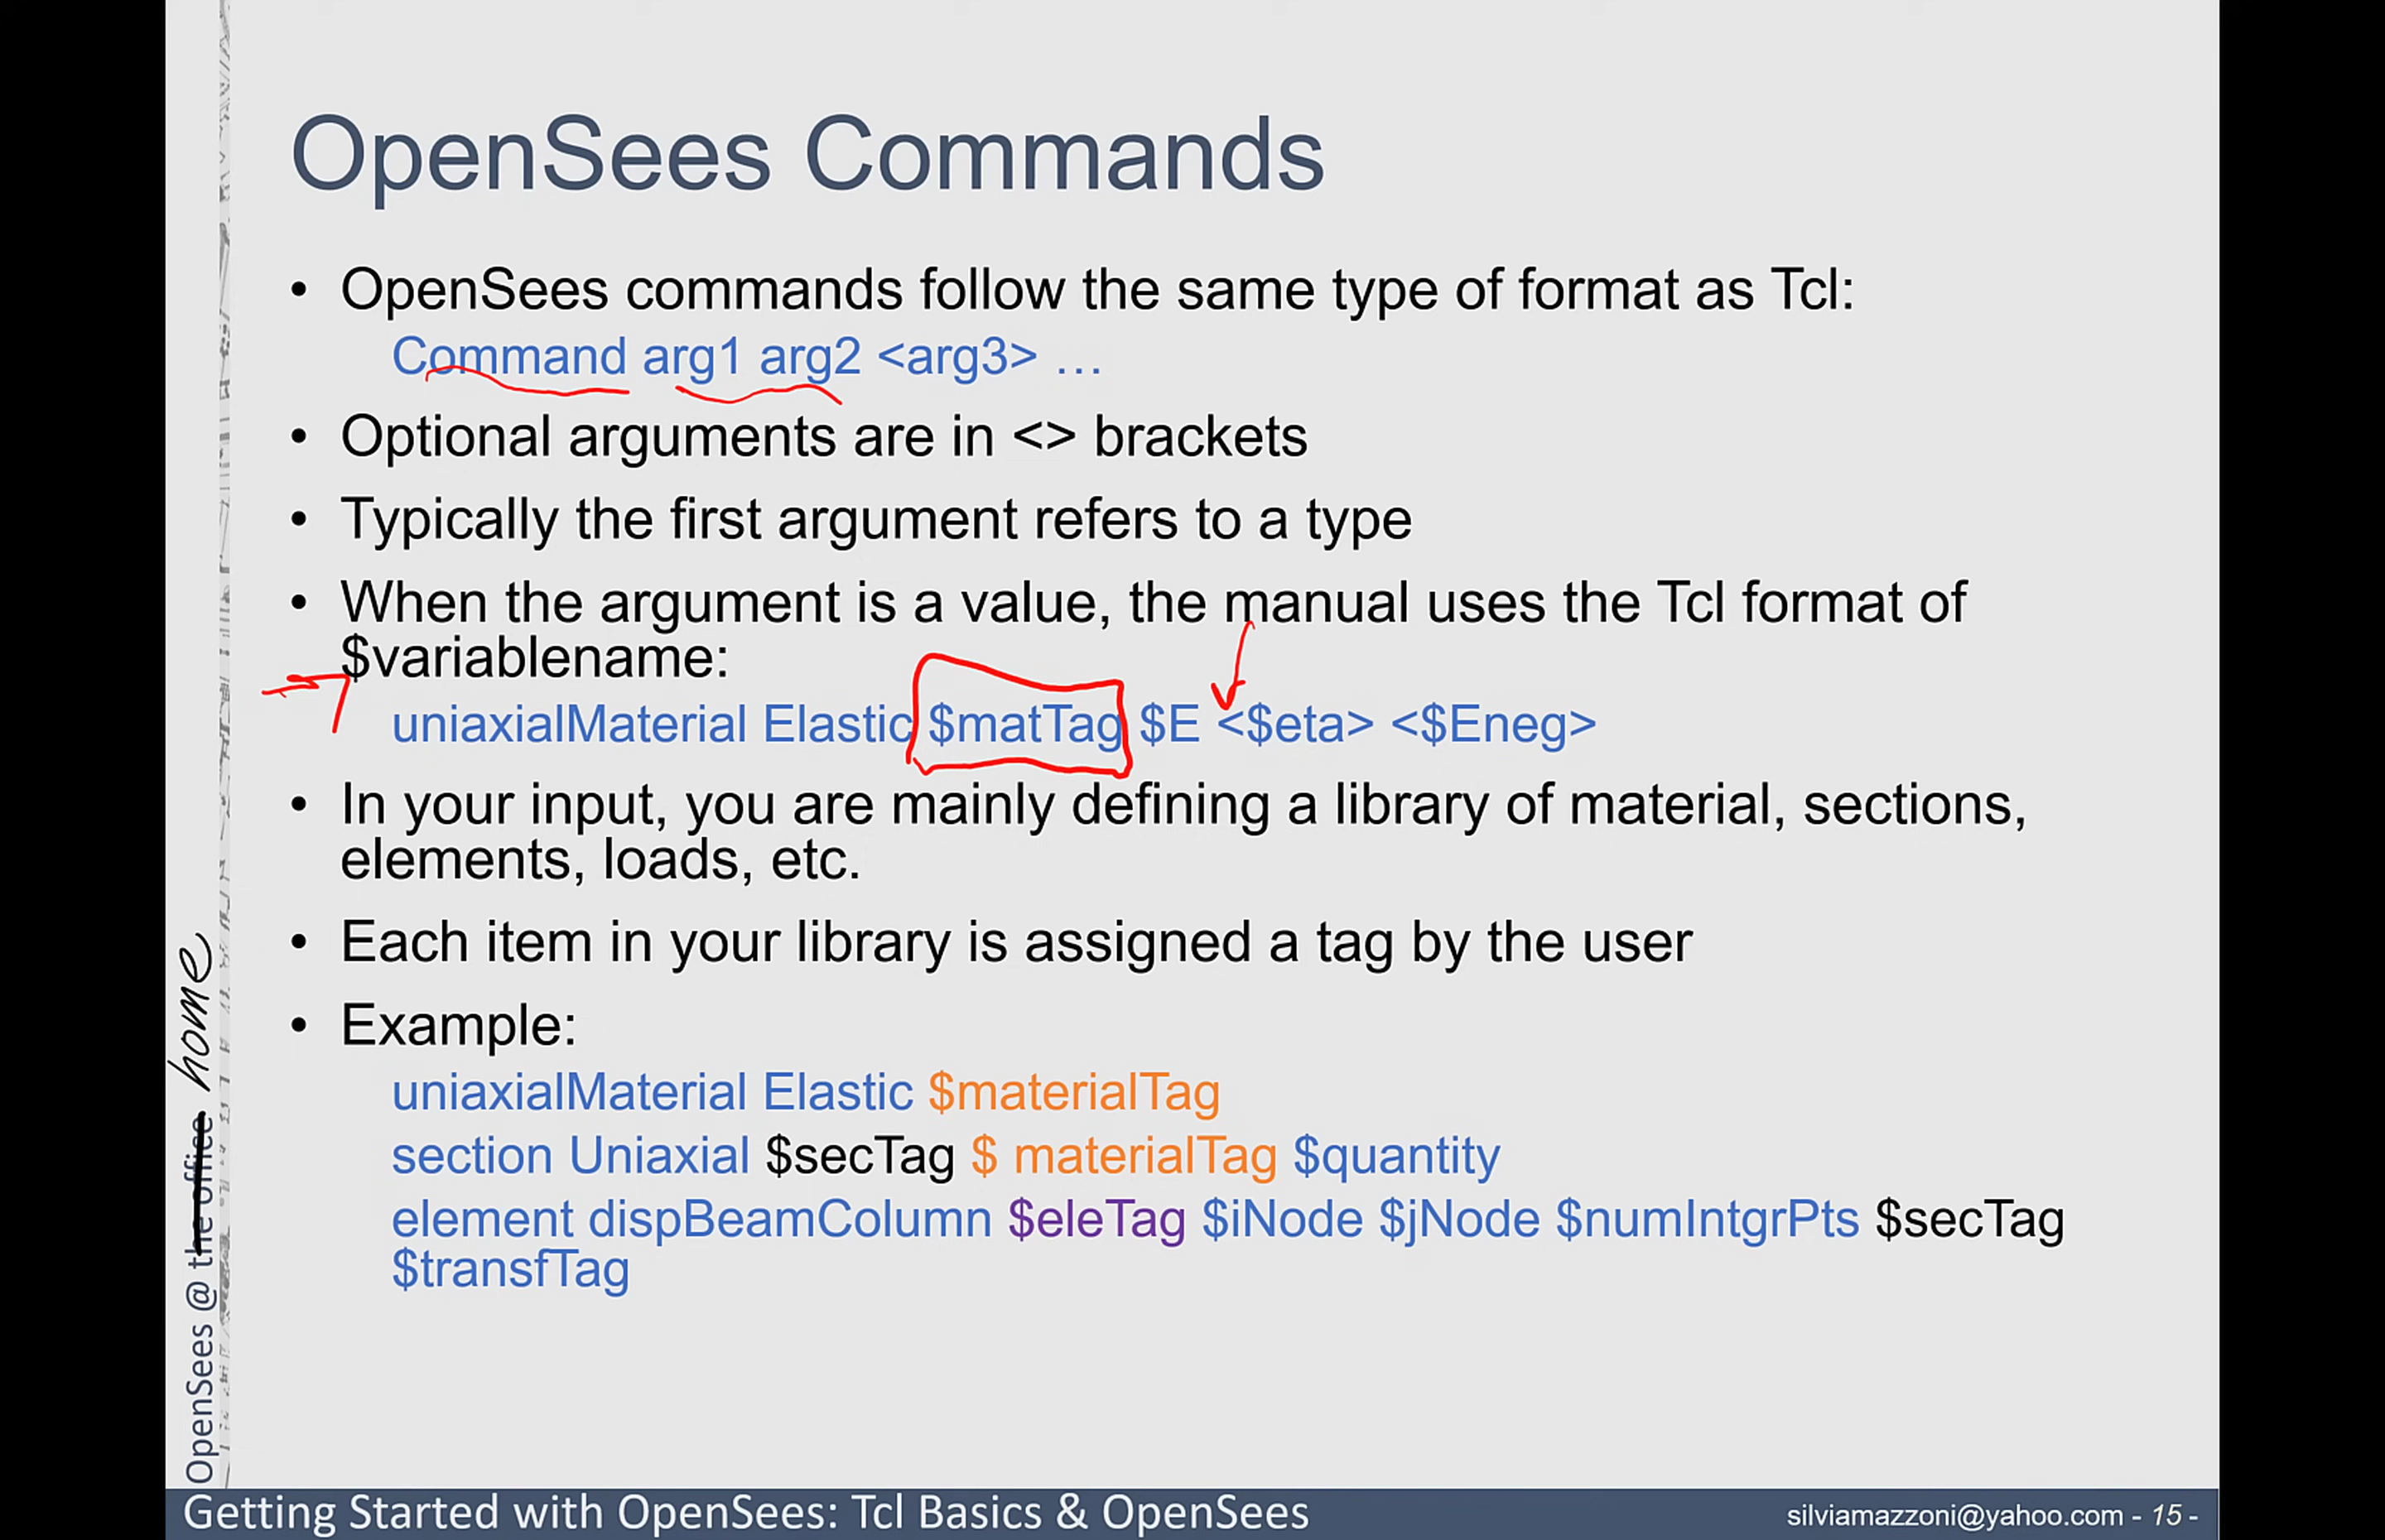 OpenSees Commands
• OpenSees commands follow the same type of format as Tcl:
Command arg1 arg2 <arg3> …
• Optional arguments are in <> brackets
• Typically the first argument refers to a type
• When the argument is a value, the manual uses the Tcl format of
$variablename:
uniaxialMaterial Elastic $matTag $E <$eta> <$Eneg>
• In your input, you are mainly defining a library of material, sections,
elements, loads, etc.
• Each item in your library is assigned a tag by the user
• Example:
uniaxialMaterial Elastic $materialTag
section Uniaxial $secTag $ materialTag $quantity
element dispBeamColumn $eleTag $iNode $jNode $numIntgrPts $secTag
$transfTag
OpenSees @ the office home
Getting Started with OpenSees: Tcl Basics & OpenSees
silviamazzoni@yahoo.com - 15 -